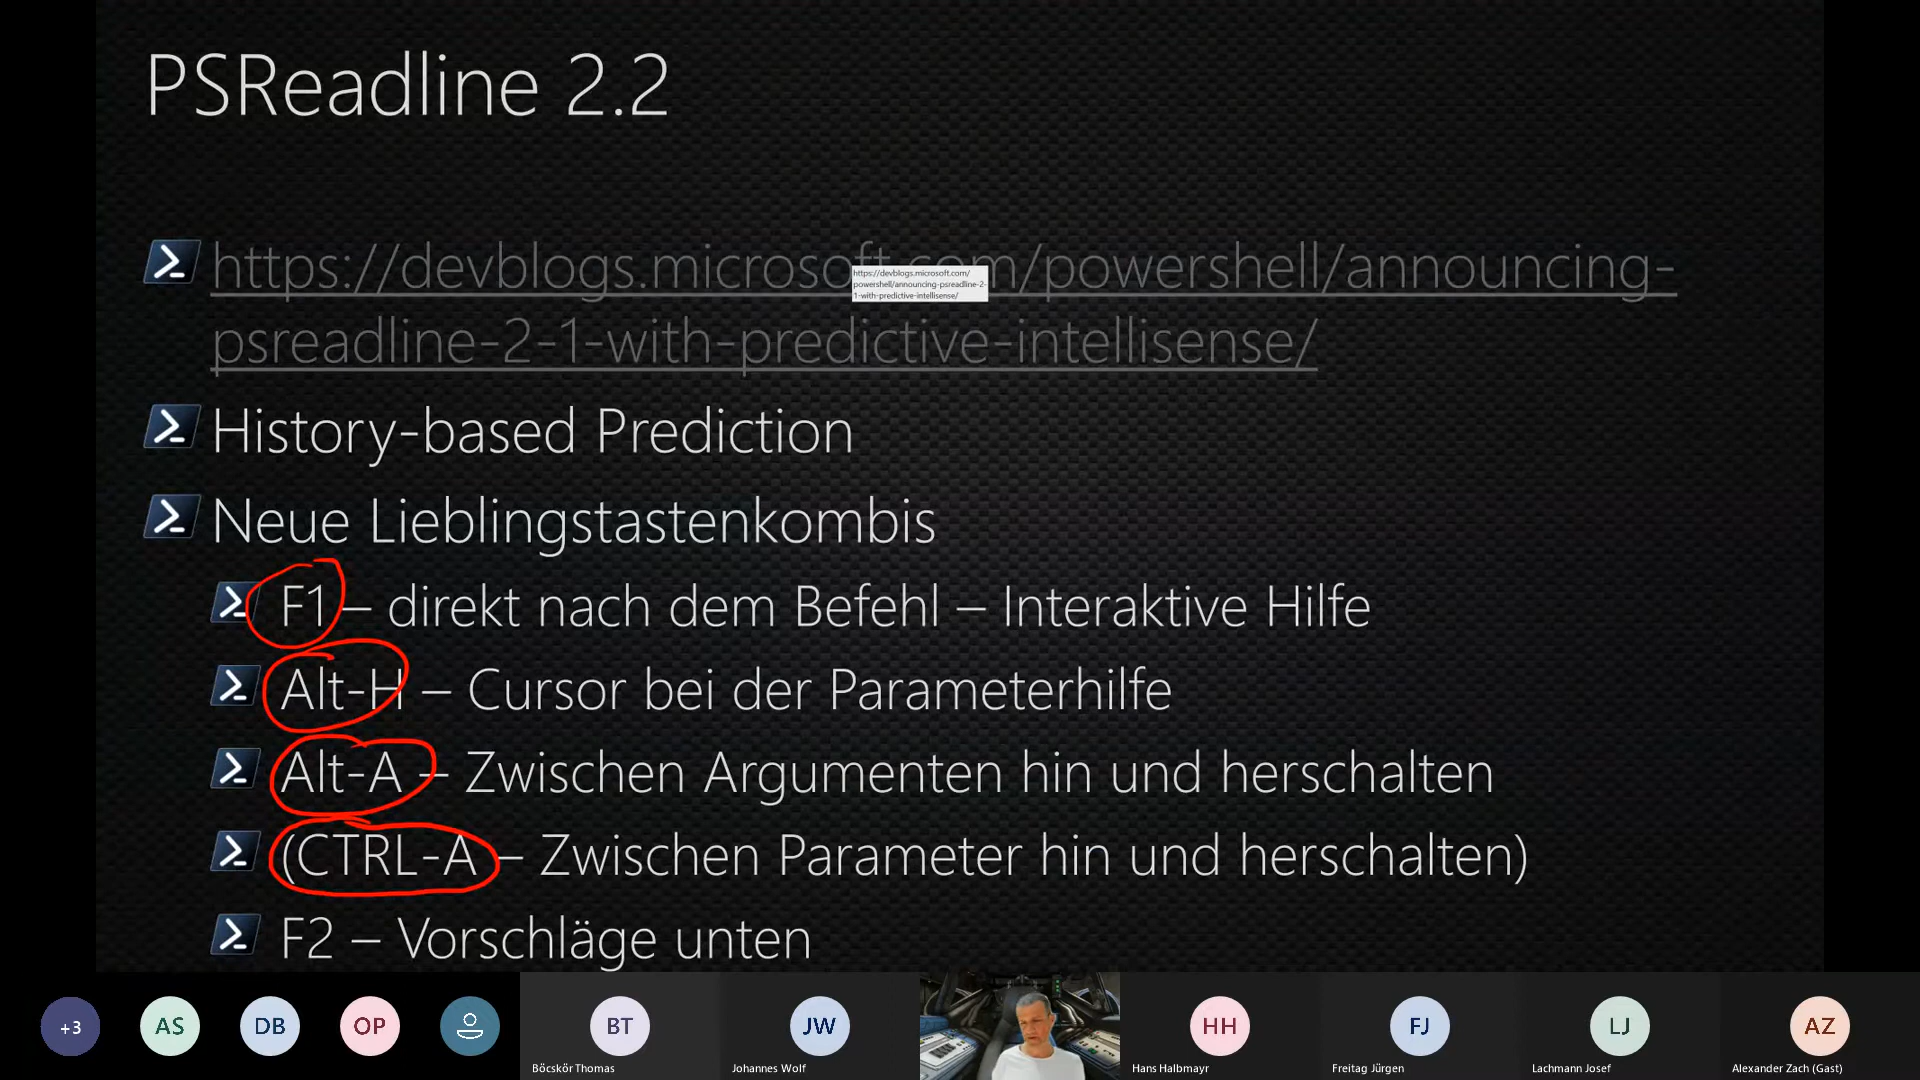 PSReadline 2.2
https://devblogs.microsoft.com/powershell/announcing-
psreadline-2-1-with-predictive-intellisense/
https://devblogs.microsoft.com/
powershell/announcing-psreadline-2-
1-with-predictive-intellisense/
History-based Prediction
Neue Lieblingstastenkombis
F1 – direkt nach dem Befehl – Interaktive Hilfe
Alt-H – Cursor bei der Parameterhilfe
Alt-A – Zwischen Argumenten hin und herschalten
(CTRL-A – Zwischen Parameter hin und herschalten)
F2 – Vorschläge unten
+3 AS DB OP BT JW HH FJ LJ AZ
Böcskör Thomas Johannes Wolf Hans Halbmayr Freitag Jürgen Lachmann Josef Alexander Zach (Gast)